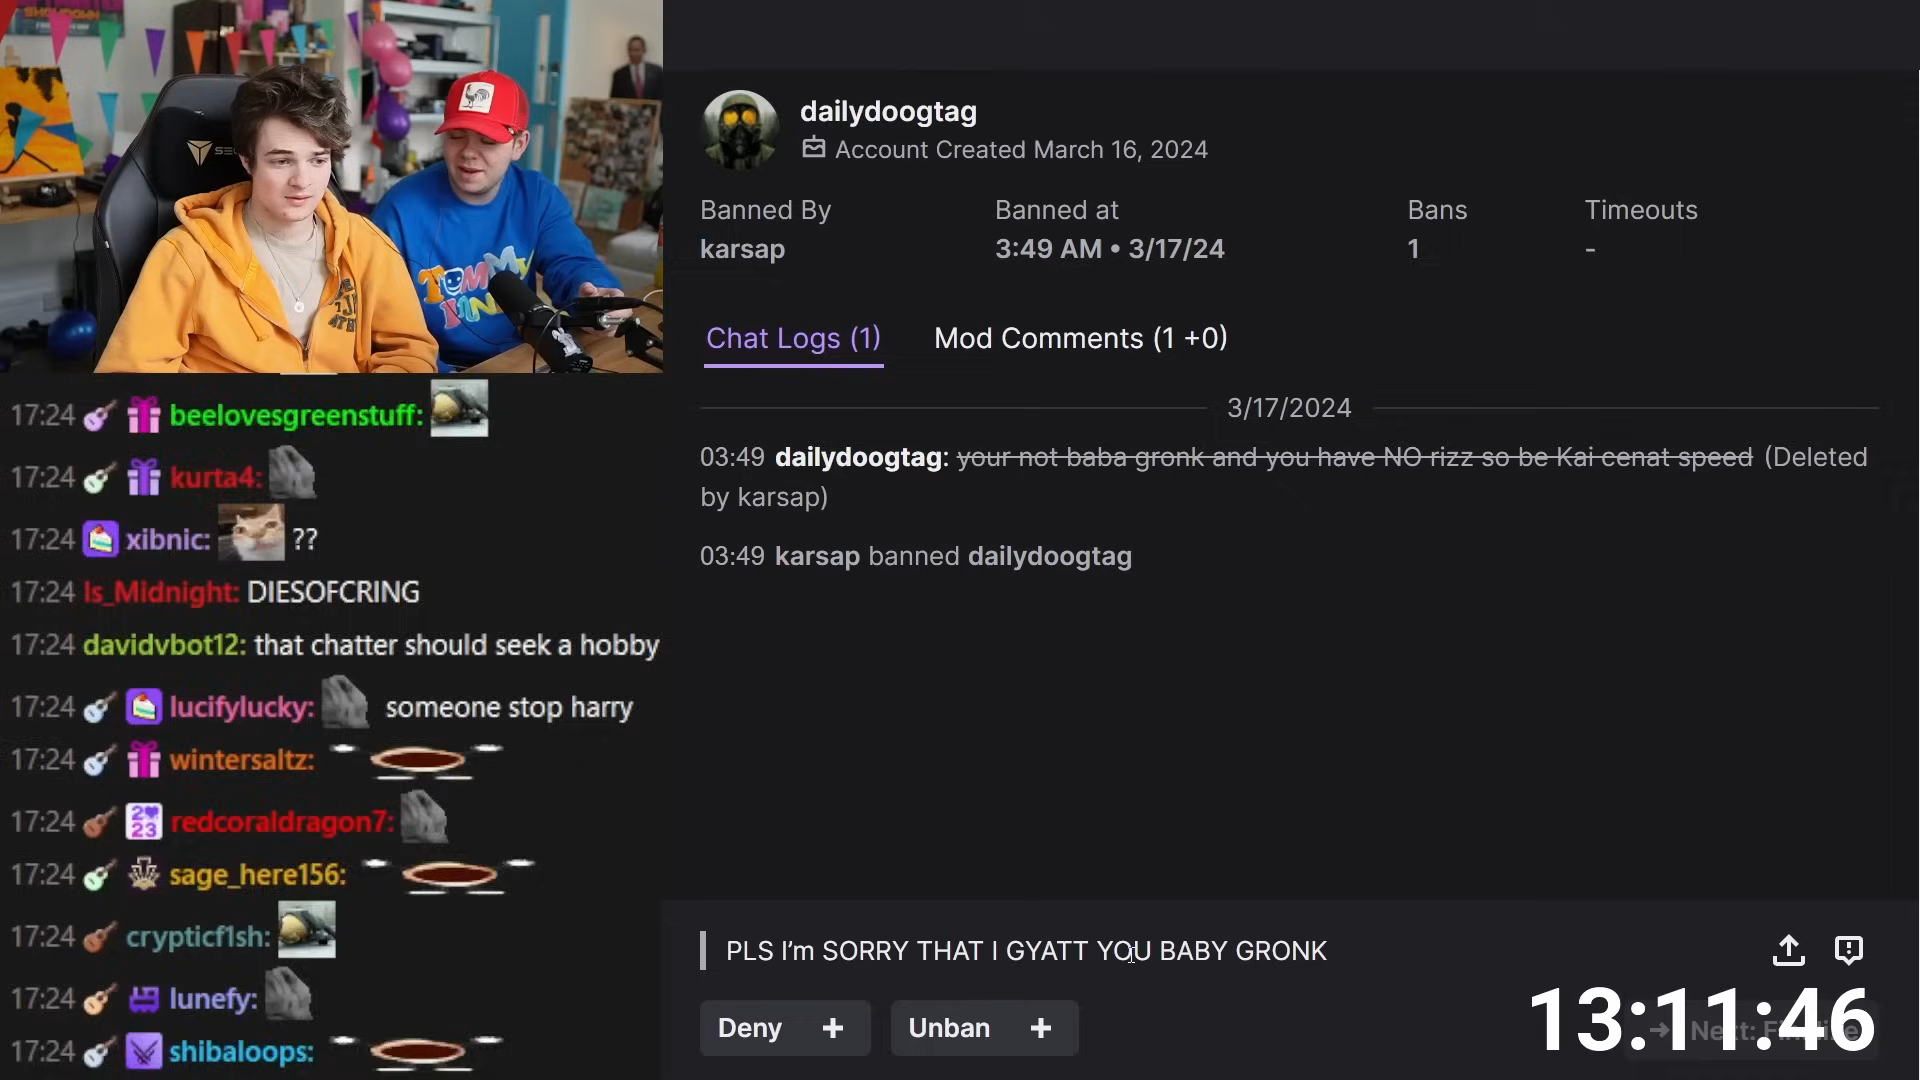 dailydoogtag
Account Created March 16, 2024
Banned By
karsap
Banned at
3:49 AM • 3/17/24
Bans
1
Timeouts
-
Chat Logs (1)
Mod Comments (1 +0)
3/17/2024
03:49 dailydoogtag: your not baba gronk and you have NO rizz so be Kai cenat speed (Deleted
by karsap)
03:49 karsap banned dailydoogtag
PLS I’m SORRY THAT I GYATT YOU BABY GRONK
Deny +
Unban +
13:11:46
17:24 beelovesgreenstuff:
17:24 kurta4:
17:24 xibnic: ??
17:24 Is_Midnight: DIESOFCRING
17:24 davidvbot12: that chatter should seek a hobby
17:24 lucifylucky: someone stop harry
17:24 wintersaltz:
17:24 2 23 redcoraldragon7:
17:24 sage_here156:
17:24 crypticf1sh:
17:24 lunefy:
17:24 shibaloops: